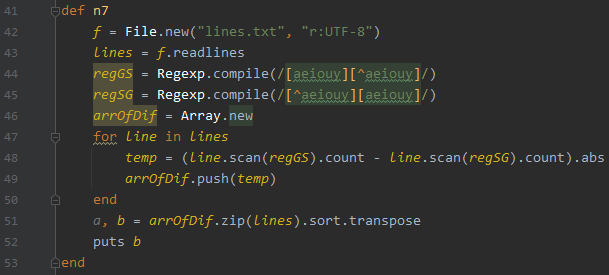 41 def n7
42 f = File.new("lines.txt", "r:UTF-8")
43 lines = f.readlines
44 regGS = Regexp.compile(/[aeiouy][^aeiouy]/)
45 regSG = Regexp.compile(/[^aeiouy][aeiouy]/)
46 arrOfDif = Array.new
47 for line in lines
48 temp = (line.scan(regGS).count - line.scan(regSG).count).abs
49 arrOfDif.push(temp)
50 end
51 a, b = arrOfDif.zip(lines).sort.transpose
52 puts b
53 end